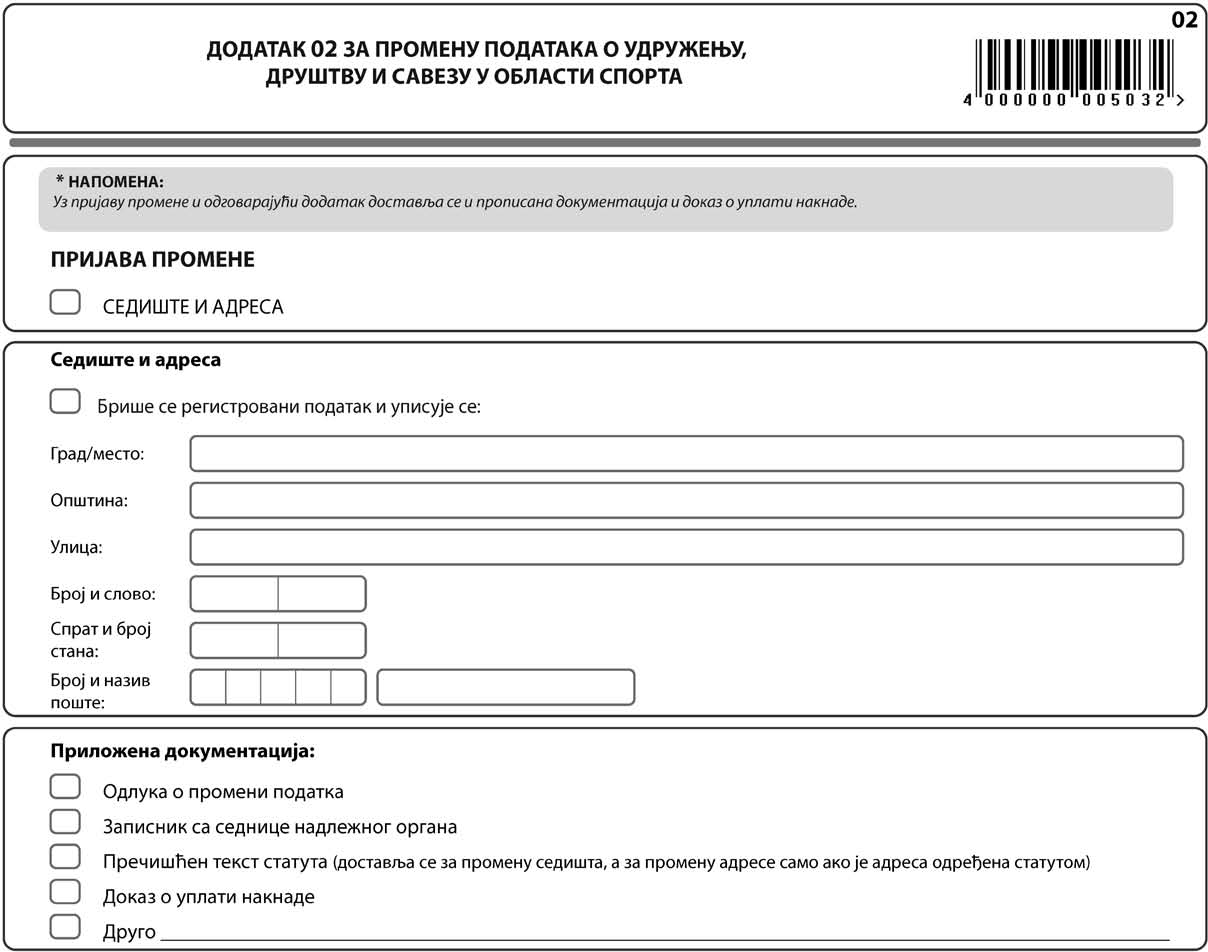 02
ДОДАТАК 02 ЗА ПРОМЕНУ ПОДАТАКА О УДРУЖЕЊУ,
ДРУШТВУ И САВЕЗУ У ОБЛАСТИ СПОРТА
4 000000 005032 >
* НАПОМЕНА:
Уз пријаву промене и одговарајући додатак доставља се и прописана документација и доказ о уплати накнаде.
ПРИЈАВА ПРОМЕНЕ
СЕДИШТЕ И АДРЕСА
Седиште и адреса
Брише се регистровани податак и уписује се:
Град/место:
Општина:
Улица:
Број и слово:
Спрат и број
стана:
Број и назив
поште:
Приложена документација:
Одлука о промени податка
Записник са седнице надлежног органа
Пречишћен текст статута (доставља се за промену седишта, а за промену адресе само ако је адреса одређена статутом)
Доказ о уплати накнаде
Друго